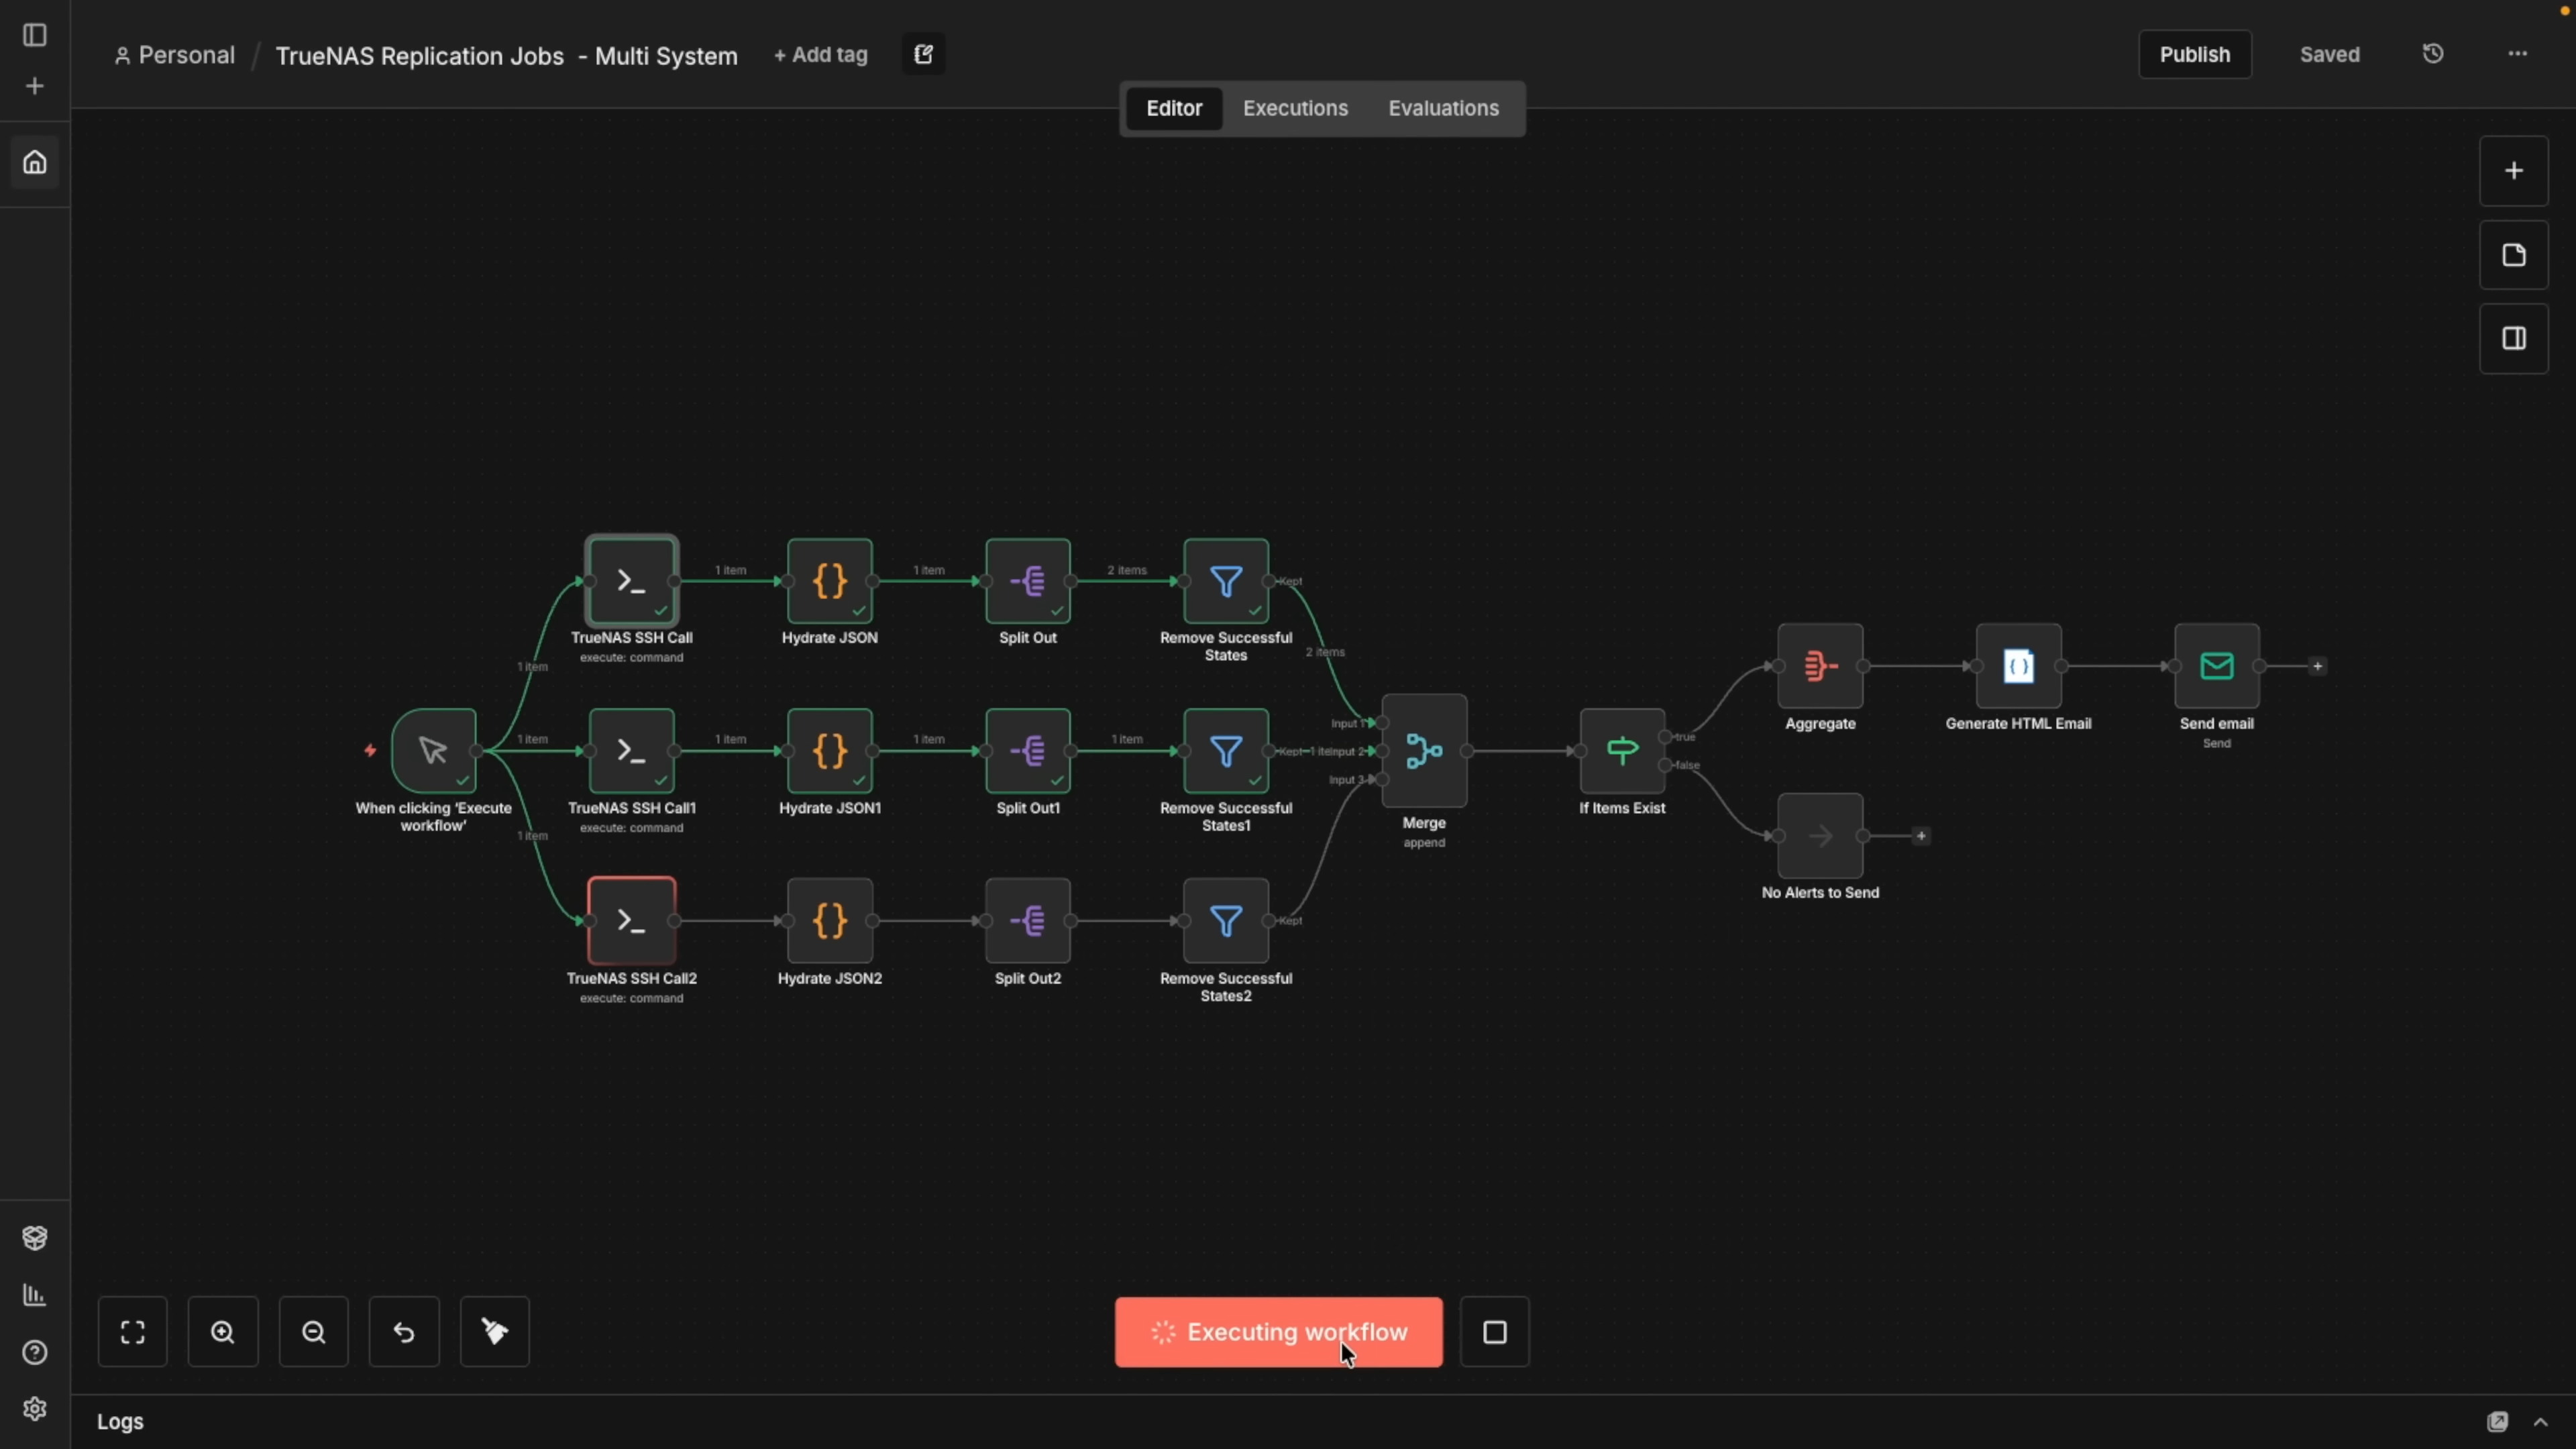 Personal / TrueNAS Replication Jobs - Multi System + Add tag
Publish Saved
Editor Executions Evaluations
1 item 1 item 2 items Kept
TrueNAS SSH Call Hydrate JSON Split Out Remove Successful
execute: command States
1 item 2 items
Aggregate Generate HTML Email Send email
Send
Input 1
1 item 1 item 1 item 1 item Kept 1 item Input 2 true
Input 3 false
When clicking ‘Execute TrueNAS SSH Call1 Hydrate JSON1 Split Out1 Remove Successful If Items Exist
workflow’ execute: command States1 Merge
1 item append
No Alerts to Send
Kept
TrueNAS SSH Call2 Hydrate JSON2 Split Out2 Remove Successful
execute: command States2
Executing workflow
Logs